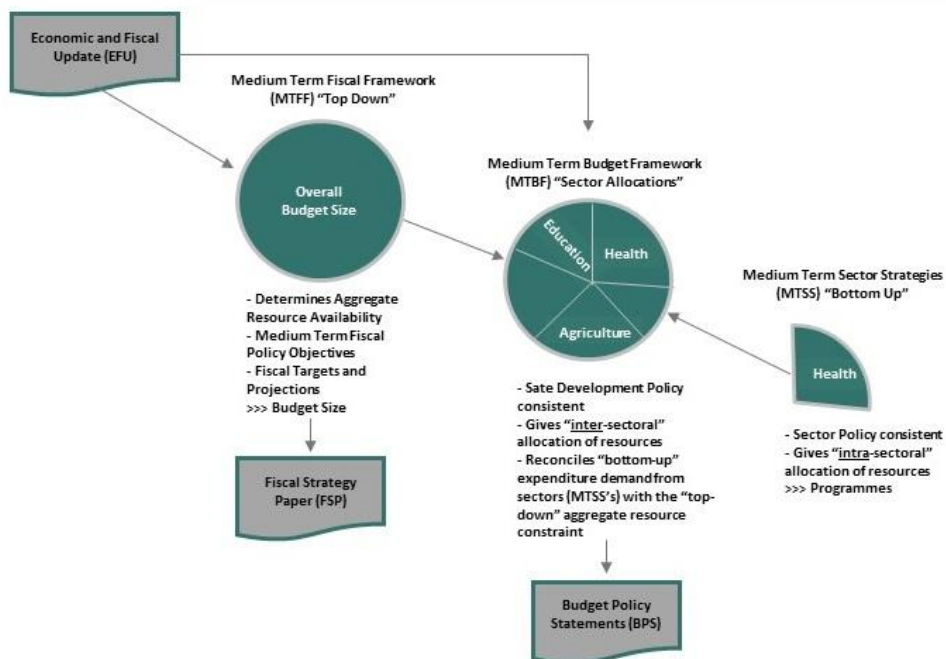 Economic and Fiscal
Update (EFU)
Medium Term Fiscal Framework
(MTFF) “Top Down”
Overall
Budget Size
- Determines Aggregate
Resource Availability
- Medium Term Fiscal
Policy Objectives
- Fiscal Targets and
Projections
>>> Budget Size
Fiscal Strategy
Paper (FSP)
Medium Term Budget Framework
(MTBF) “Sector Allocations”
Education
Health
Agriculture
- Sate Development Policy
consistent
- Gives “inter-sectoral”
allocation of resources
- Reconciles “bottom-up”
expenditure demand from
sectors (MTSS’s) with the “top-
down” aggregate resource
constraint
Budget Policy
Statements (BPS)
Medium Term Sector Strategies
(MTSS) “Bottom Up”
Health
- Sector Policy consistent
- Gives “intra-sectoral”
allocation of resources
>>> Programmes